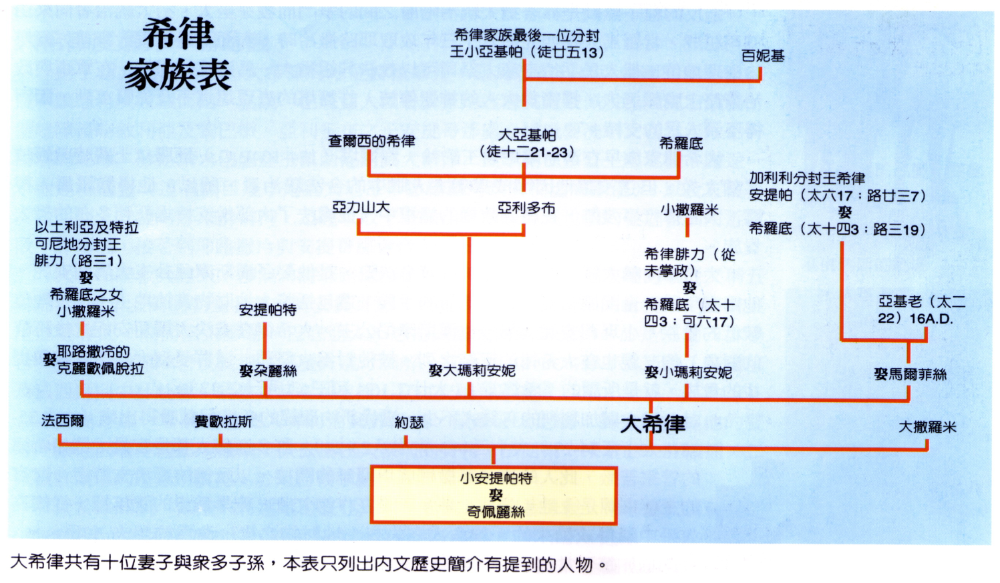 希律
家族表
希律家族最後一位分封
王小亞基帕（徒廿五13）
百妮基
查爾西的希律
大亞基帕
（徒十二21-23）
希羅底
加利利分封王希律
安提帕（太六17；路廿三7）
娶
希羅底（太十四3；路三19）
亞力山大
亞利多布
小撒羅米
以土利亞及特拉
可尼地分封王
腓力（路三1）
娶
希羅底之女
小撒羅米
安提帕特
希律腓力（從
未掌政）
娶
希羅底（太十
四3；可六17）
亞基老（太二
22）16A.D.
娶耶路撒冷的
克麗歐佩脫拉
娶朶麗絲
娶大瑪莉安妮
娶小瑪莉安妮
娶馬爾菲絲
法西爾
費歐拉斯
約瑟
大希律
大撒羅米
小安提帕特
娶
奇佩麗絲
大希律共有十位妻子與衆多子孫，本表只列出内文歷史簡介有提到的人物。